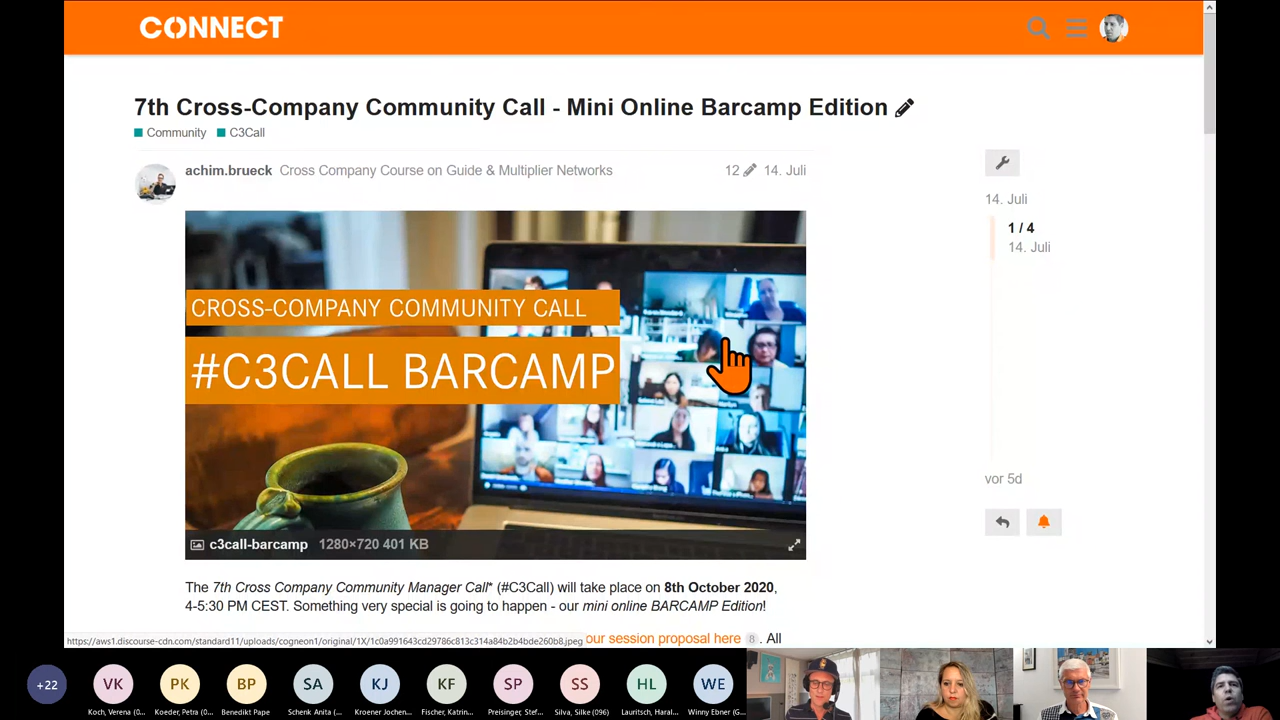 CONNECT
7th Cross-Company Community Call - Mini Online Barcamp Edition
Community C3Call
achim.brueck Cross Company Course on Guide & Multiplier Networks 12 14. Juli
14. Juli
1 / 4
14. Juli
CROSS-COMPANY COMMUNITY CALL
#C3CALL BARCAMP
vor 5d
c3call-barcamp 1280×720 401 KB
The 7th Cross Company Community Manager Call* (#C3Call) will take place on 8th October 2020,
4-5:30 PM CEST. Something very special is going to happen - our mini online BARCAMP Edition!
https://aws1.discourse-cdn.com/standard11/uploads/cogneon1/original/1X/1c0a991643cd29786c813c314a84b2b4bde260b8.jpeg our session proposal here 8 . All
+22 VK PK BP SA KJ KF SP SS HL WE
Koch, Verena (0... Koeder, Petra (0... Benedikt Pape Schenk Anita (... Kroener Jochen... Fischer, Katrin... Preisinger, Stef... Silva, Silke (096) Lauritsch, Haral... Winny Ebner (G...